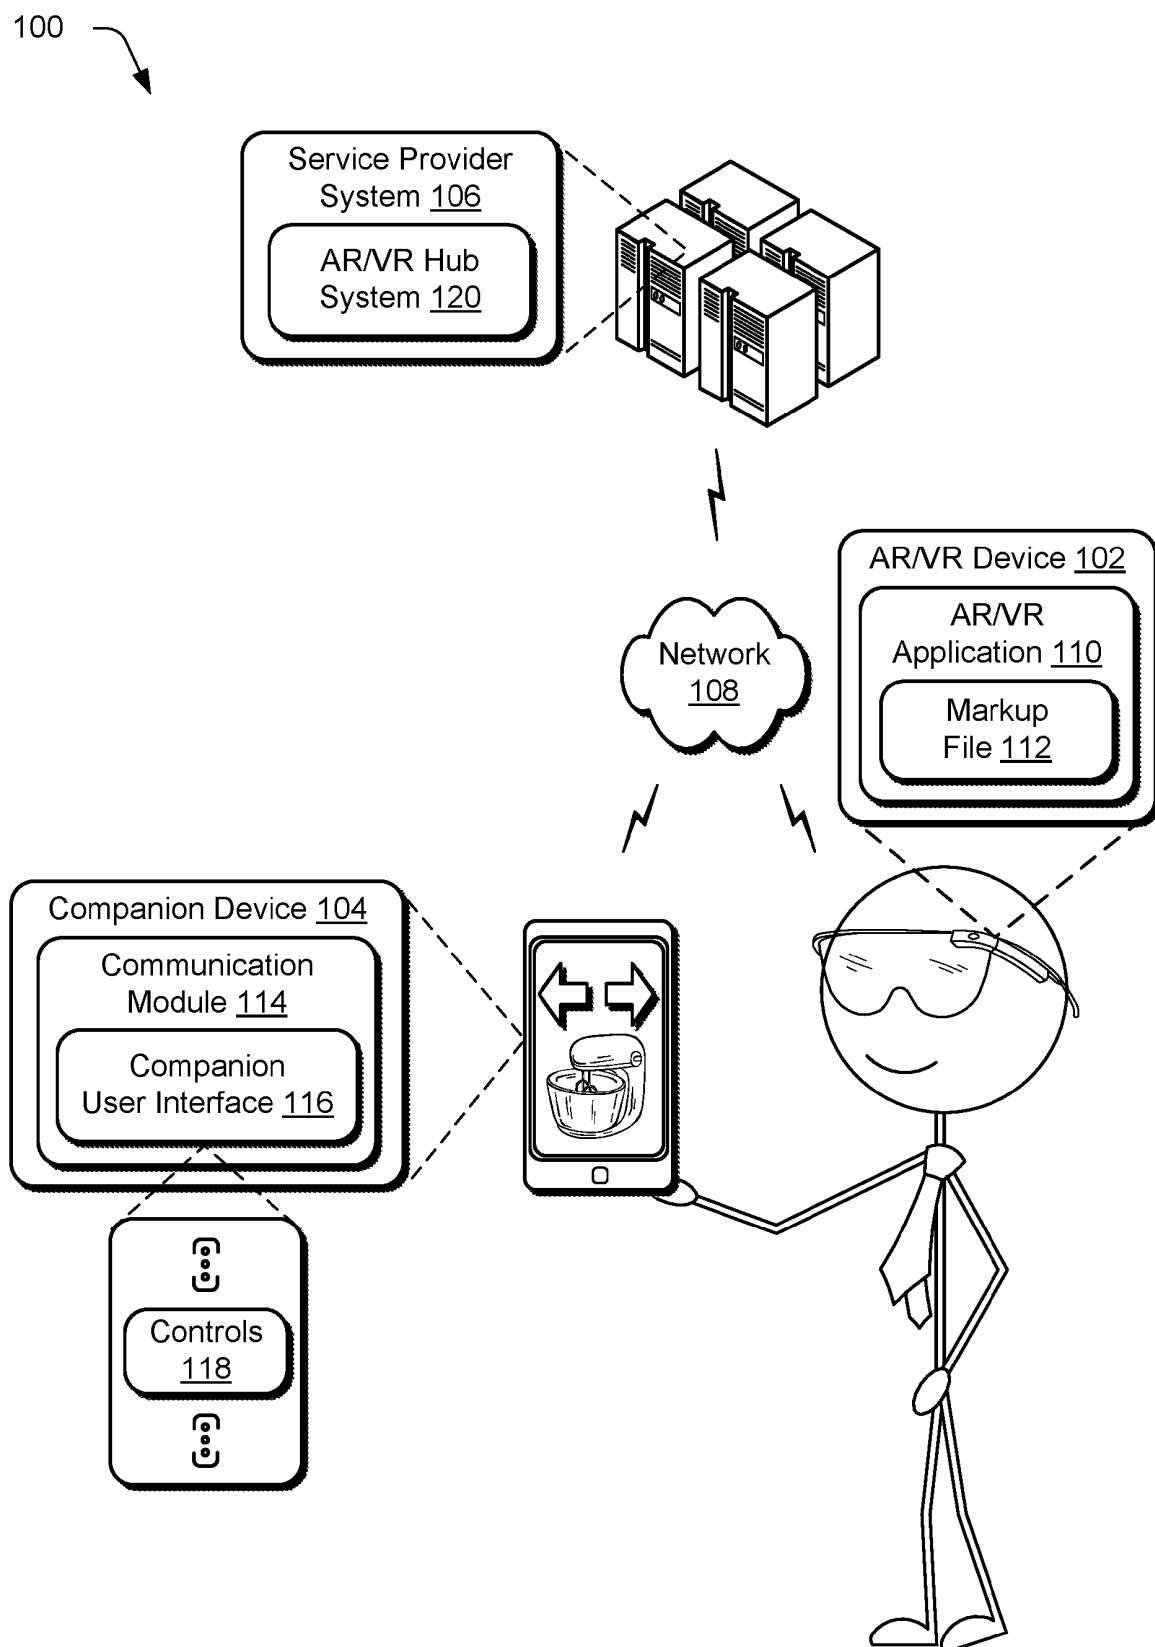 100
Service Provider
System 106
AR/VR Hub
System 120
AR/VR Device 102
AR/VR
Application 110
Markup
File 112
Network
108
Companion Device 104
Communication
Module 114
Companion
User Interface 116
Controls
118